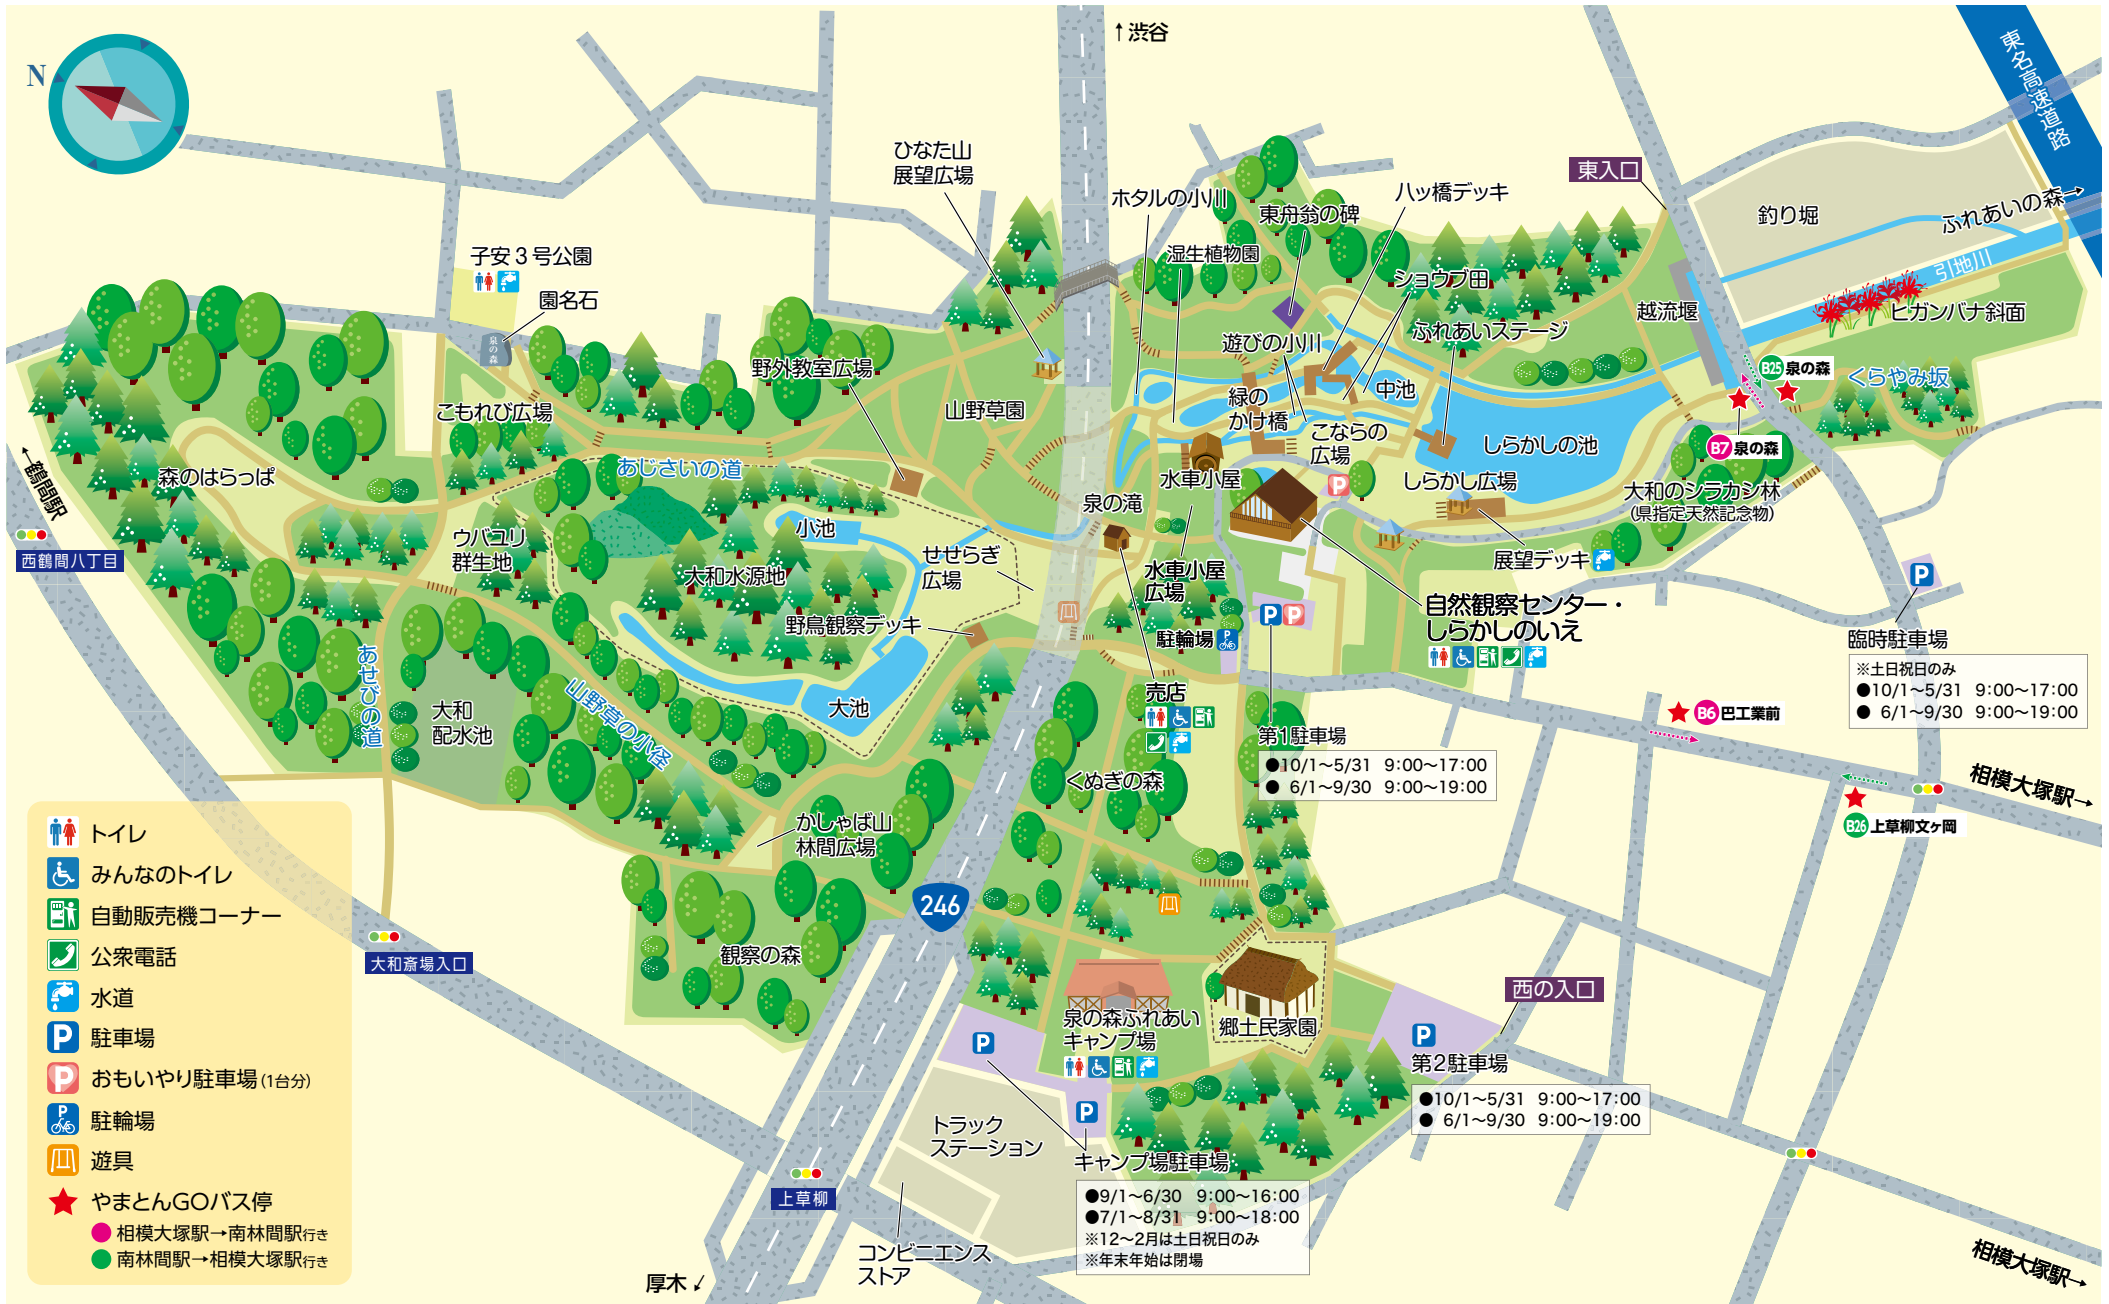 N
↑渋谷
東名高速道路
ひなた山
展望広場
東入口
ホタルの小川
東舟翁の碑
八ッ橋デッキ
釣り堀
ふれあいの森→
子安3号公園
湿生植物園
ショウブ田
引地川
園名石
泉の森
越流堰
ヒガンバナ斜面
遊びの小川
ふれあいステージ
野外教室広場
B25 泉の森
くらやみ坂
こもれび広場
山野草園
緑の
かけ橋
中池
こならの
広場
しらかしの池
B7 泉の森
←鶴間駅
森のはらっぱ
あじさいの道
水車小屋
しらかし広場
大和のシラカシ林
(県指定天然記念物)
泉の滝
西鶴間八丁目
ウバユリ
群生地
小池
せせらぎ
広場
大和水源地
水車小屋
広場
展望デッキ
P
自然観察センター・
しらかしのいえ
野鳥観察デッキ
駐輪場
P
P
P
P
臨時駐車場
※土日祝日のみ
●10/1〜5/31 9:00〜17:00
● 6/1〜9/30 9:00〜19:00
あせびの道
大和
配水池
山野草の小径
大池
売店
B6 巴工業前
第1駐車場
●10/1〜5/31 9:00〜17:00
● 6/1〜9/30 9:00〜19:00
くぬぎの森
相模大塚駅→
B26 上草柳文ヶ岡
かしゃば山
林間広場
トイレ
みんなのトイレ
自動販売機コーナー
公衆電話
水道
P 駐車場
P おもいやり駐車場(1台分)
P 駐輪場
遊具
やまとんGOバス停
相模大塚駅→南林間駅行き
南林間駅→相模大塚駅行き
246
大和斎場入口
観察の森
西の入口
泉の森ふれあい
キャンプ場
郷土民家園
P
P
第2駐車場
●10/1〜5/31 9:00〜17:00
● 6/1〜9/30 9:00〜19:00
P
トラック
ステーション
キャンプ場駐車場
●9/1〜6/30 9:00〜16:00
●7/1〜8/31 9:00〜18:00
※12〜2月は土日祝日のみ
※年末年始は閉場
上草柳
コンビニエンス
ストア
厚木↙
相模大塚駅→